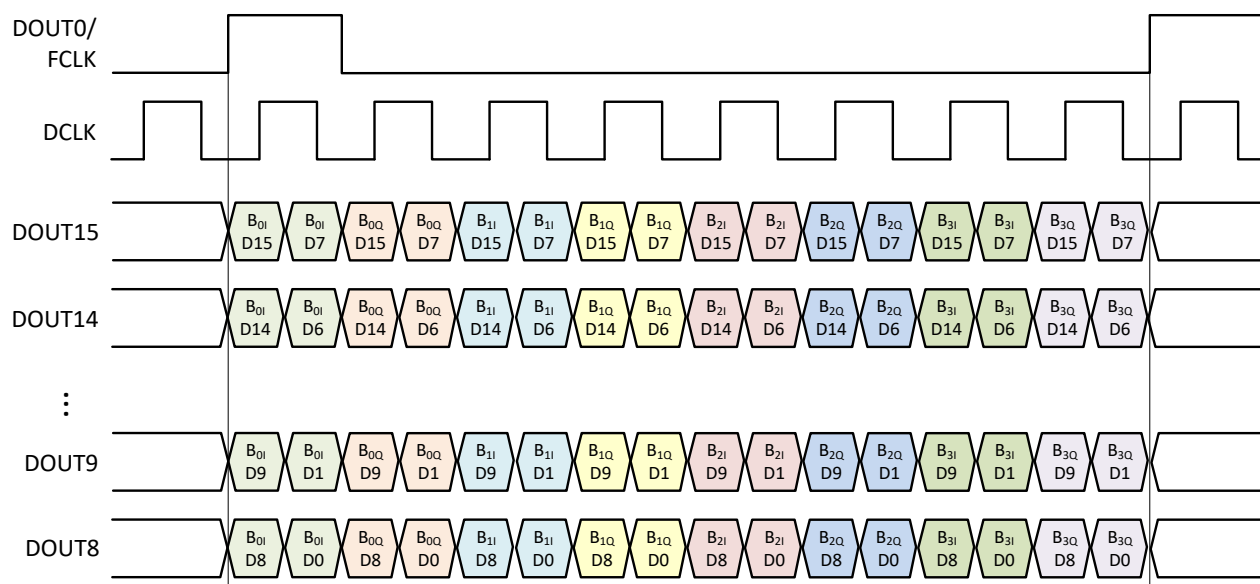 DOUT0/
FCLK
DCLK
DOUT15
B0I B0I B0Q B0Q B1I B1I B1Q B1Q B2I B2I B2Q B2Q B3I B3I B3Q B3Q
D15 D7 D15 D7 D15 D7 D15 D7 D15 D7 D15 D7 D15 D7 D15 D7
DOUT14
B0I B0I B0Q B0Q B1I B1I B1Q B1Q B2I B2I B2Q B2Q B3I B3I B3Q B3Q
D14 D6 D14 D6 D14 D6 D14 D6 D14 D6 D14 D6 D14 D6 D14 D6
⋮
DOUT9
B0I B0I B0Q B0Q B1I B1I B1Q B1Q B2I B2I B2Q B2Q B3I B3I B3Q B3Q
D9 D1 D9 D1 D9 D1 D9 D1 D9 D1 D9 D1 D9 D1 D9 D1
DOUT8
B0I B0I B0Q B0Q B1I B1I B1Q B1Q B2I B2I B2Q B2Q B3I B3I B3Q B3Q
D8 D0 D8 D0 D8 D0 D8 D0 D8 D0 D8 D0 D8 D0 D8 D0